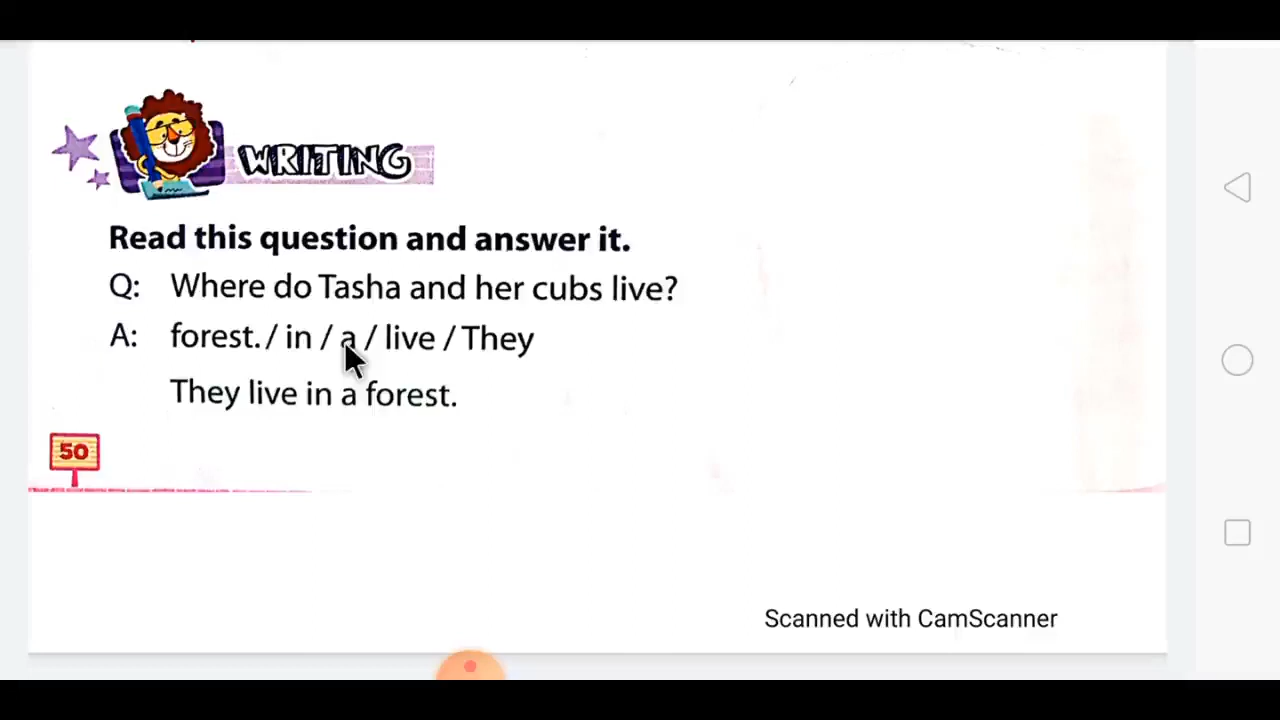 WRITING
Read this question and answer it.
Q: Where do Tasha and her cubs live?
A: forest. / in / a / live / They
They live in a forest.
50
Scanned with CamScanner